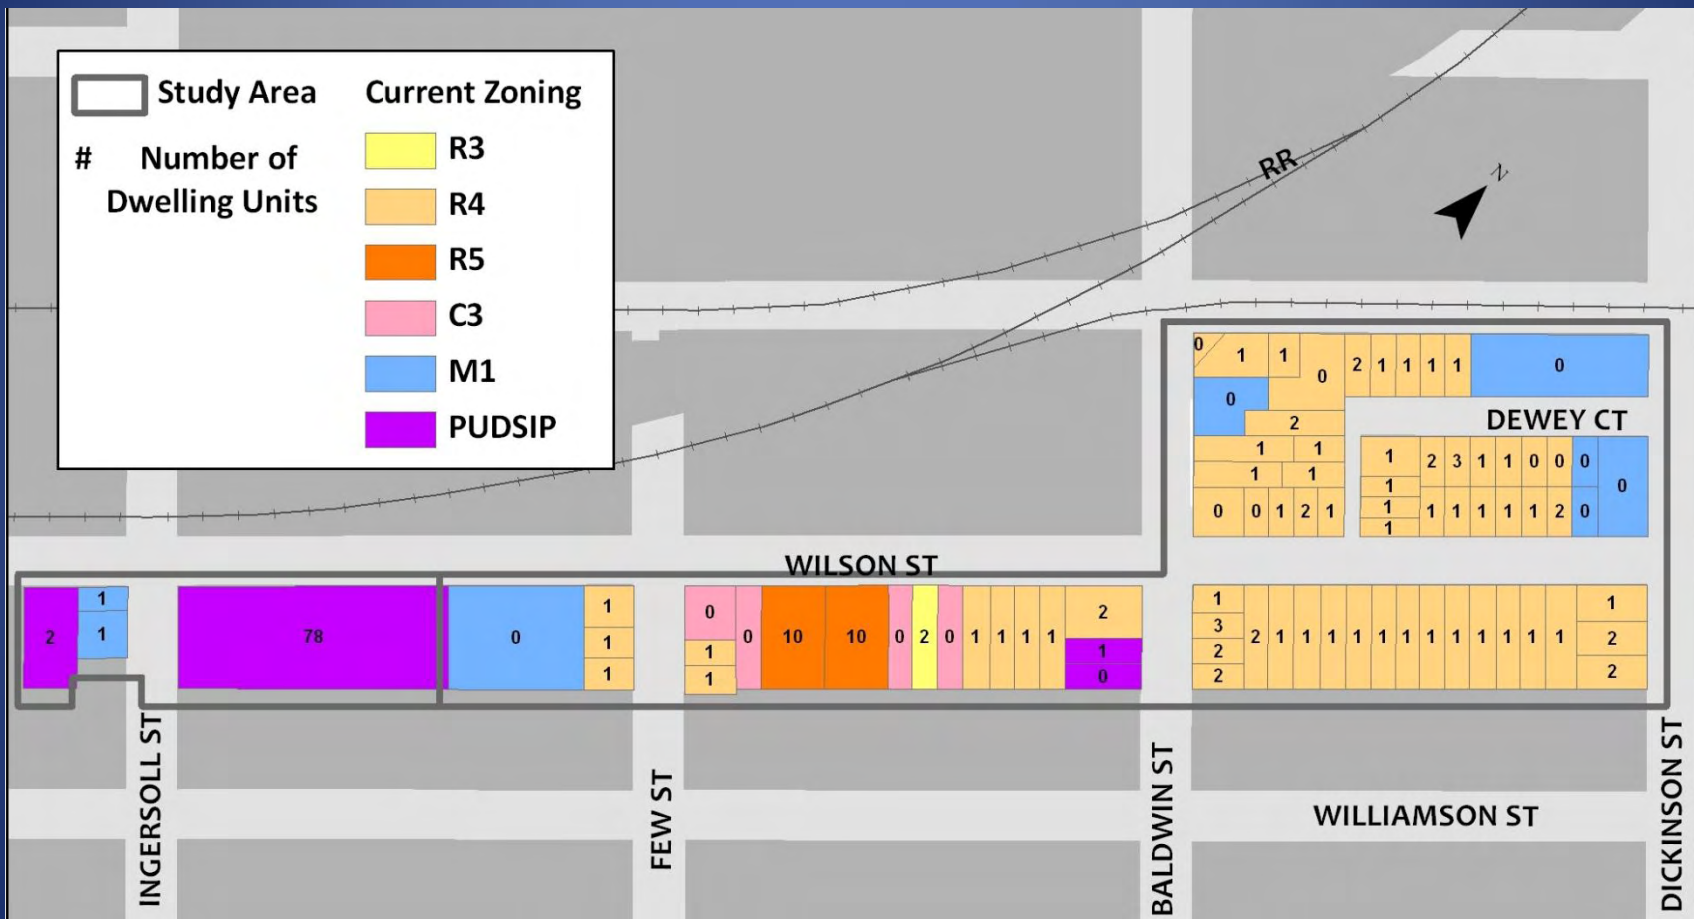 Study Area
Current Zoning
# Number of
Dwelling Units
R3
R4
R5
C3
M1
PUDSIP
RR
N
0 1 1 0 2 1 1 1 1 0
0
2
DEWEY CT
1 1
1 1
0 0 1 2 1
1 2 3 1 1 0 0 0 0
1
1 1 1 1 1 1 2 0
1
WILSON ST
2 1 78 0 1 0 0 10 10 0 2 0 1 1 1 1 2 1 2 1 1 1 1 1 1 1 1 1 1 1 1 1
1 1 1 1 3 2
1 1 0 2 2
2
INGERSOLL ST
FEW ST
BALDWIN ST
WILLIAMSON ST
DICKINSON ST